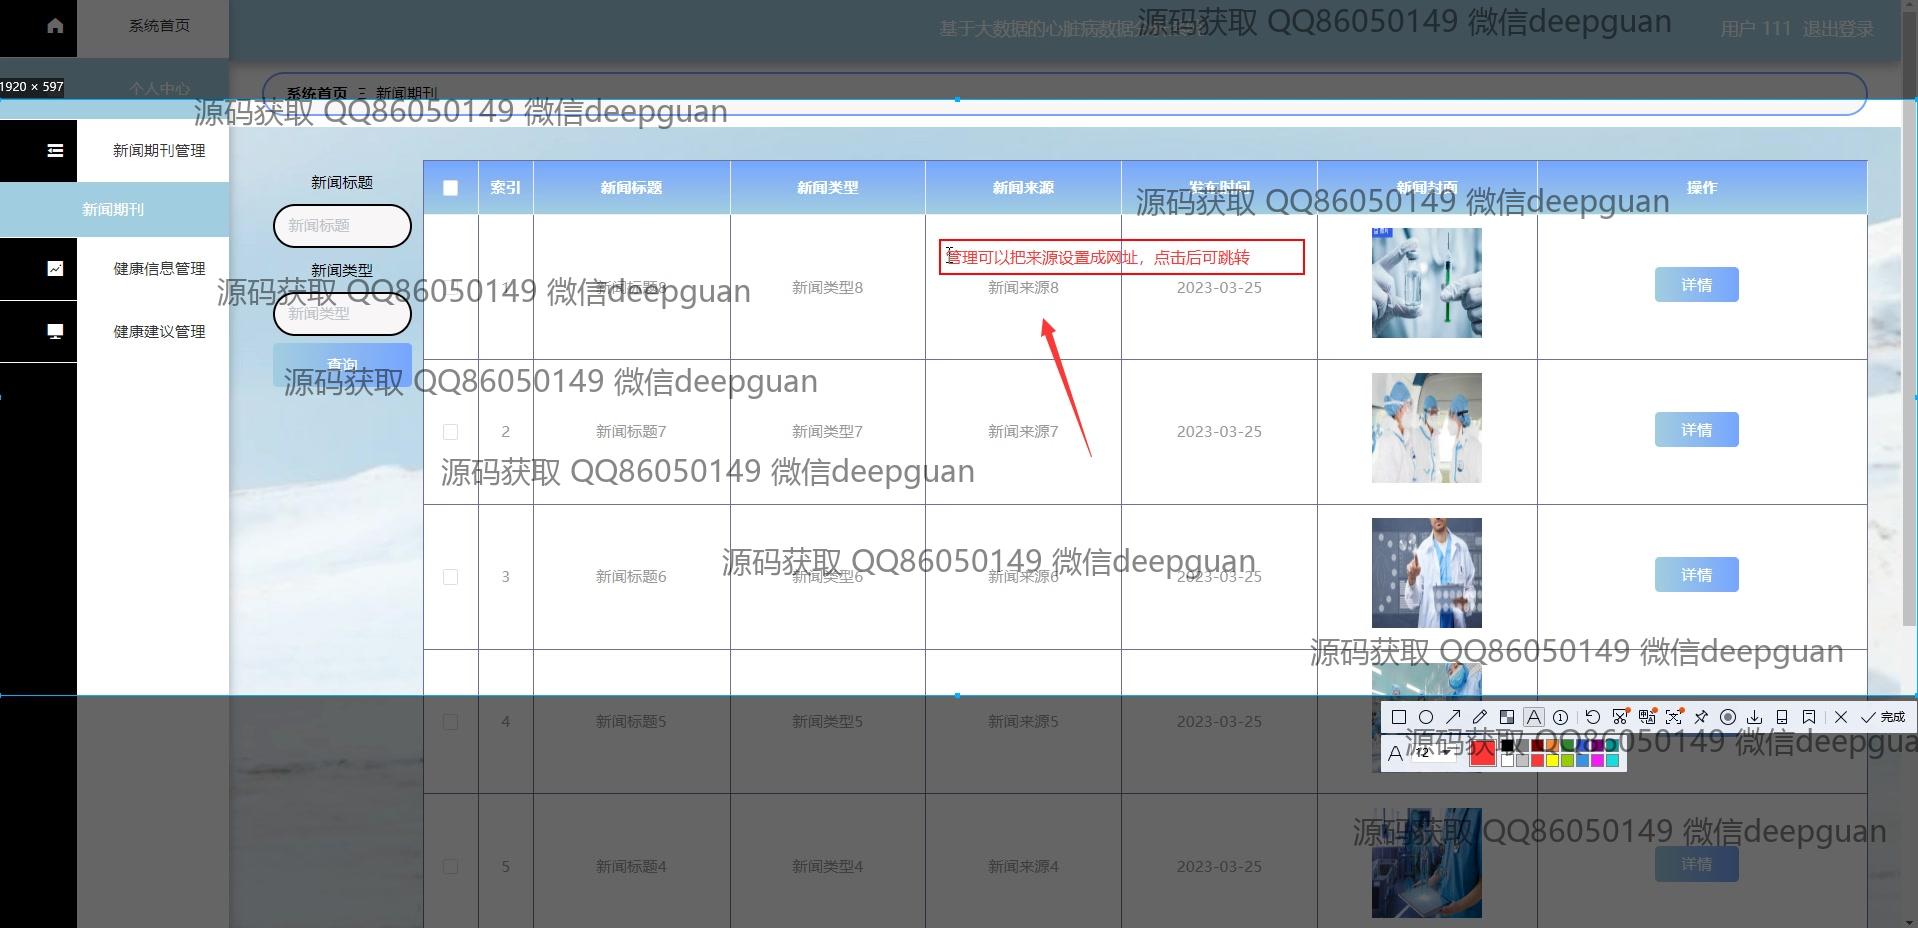 系统首页
基于大数据的心脏病数据分
源码获取 QQ86050149 微信deepguan
用户 111 退出登录
个人中心
1920 × 597
系统首页 新闻期刊
源码获取 QQ86050149 微信deepguan
新闻期刊管理
新闻期刊
健康信息管理
健康建议管理
新闻标题
新闻标题
新闻类型
新闻类型
查询
源码获取 QQ86050149 微信deepguan
源码获取 QQ86050149 微信deepguan
索引 新闻标题 新闻类型 新闻来源 发布时间 新闻封面 操作
源码获取 QQ86050149 微信deepguan
管理可以把来源设置成网址，点击后可跳转
1 新闻标题8 新闻类型8 新闻来源8 2023-03-25 详情
2 新闻标题7 新闻类型7 新闻来源7 2023-03-25 详情
源码获取 QQ86050149 微信deepguan
源码获取 QQ86050149 微信deepguan
3 新闻标题6 新闻类型6 新闻来源6 2023-03-25 详情
源码获取 QQ86050149 微信deepguan
4 新闻标题5 新闻类型5 新闻来源5 2023-03-25
完成
源码获取 QQ86050149 微信deepgua
12
源码获取 QQ86050149 微信deepguan
5 新闻标题4 新闻类型4 新闻来源4 2023-03-25 详情